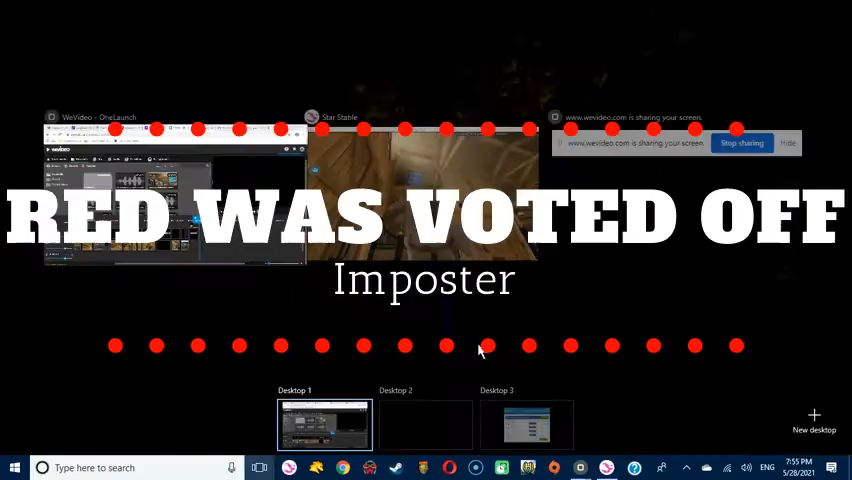 WeVideo - OneLaunch
Star Stable
www.wevideo.com is sharing your screen.
www.wevideo.com is sharing your screen. Stop sharing Hide
WEVIDEO
RED WAS VOTED OFF
Imposter
Desktop 1 Desktop 2 Desktop 3
New desktop
Type here to search
ENG
7:55 PM
5/28/2021